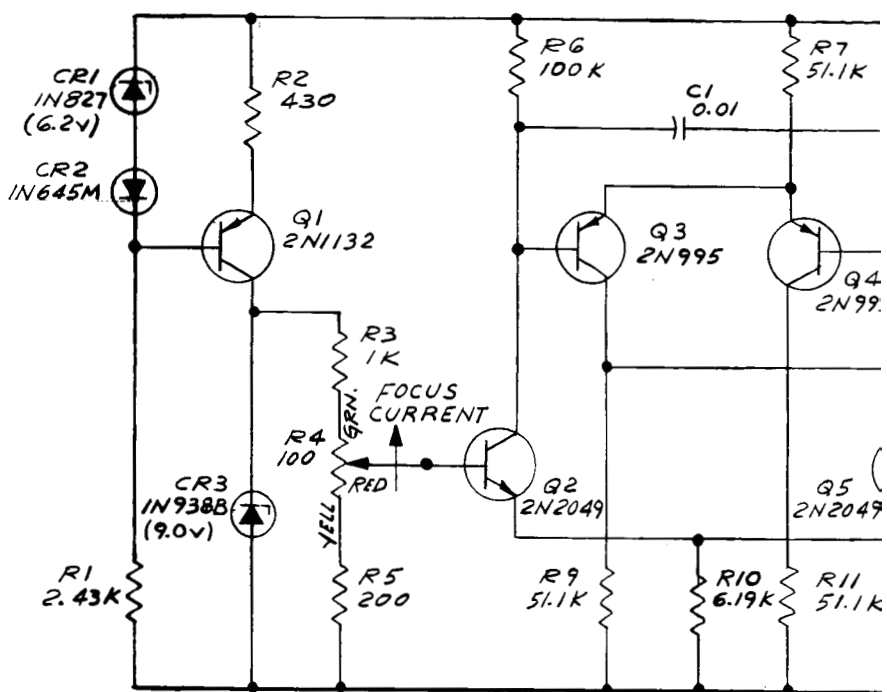 CR1
1N827
(6.2v)
CR2
1N645M
R2
430
Q1
2N1132
R3
1K
GRN.
R4
100
RED
YELL
FOCUS
CURRENT
CR3
1N938B
(9.0v)
R1
2.43K
R5
200
R6
100K
C1
0.01
R7
51.1K
Q3
2N995
Q4
2N99
Q2
2N2049
Q5
2N2049
R9
51.1K
R10
6.19K
R11
51.1K